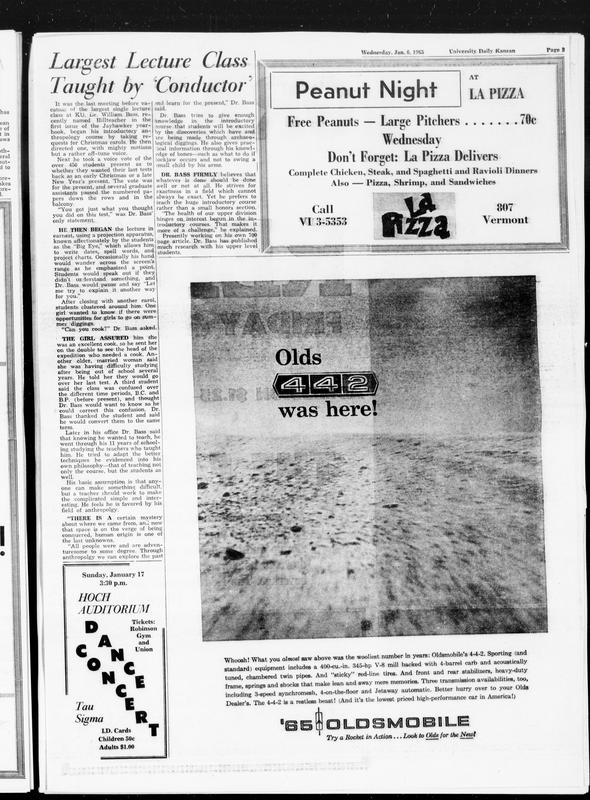 Wednesday, Jan. 6, 1965 University Daily Kansan Page 3
Largest Lecture Class
Taught by 'Conductor'
It was the last meeting before va-
cation of the largest single lecture
class at KU. Dr. William Bass, re-
cently named Hillteacher in the
first issue of the Jayhawker year-
book, began his introductory an-
thropology course by taking re-
quests for Christmas carols. He then
directed one, with mighty motions
but a rather off-tune voice.
Next he took a voice vote of the
over 450 students present as to
whether they wanted their last tests
back as an early Christmas or a late
New Year's present. The vote was
for the present, and several graduate
assistants passed the numbered pa-
pers down the rows and in the
balcony
"You got just what you thought
you did on this test," was Dr. Bass'
only statement.
HE THEN BEGAN the lecture in
earnest, using a projection apparatus,
known affectionately by the students
as the "Big Eye," which allows him
to write dates, spell words, and
project charts. Occasionally his hand
would wander across the screen's
range as he emphasized a point.
Students would speak out if they
didn't understand something, and
Dr. Bass would pause and say "Let
me try to explain it another way
for you."
After closing with another carol,
students clustered around him. One
girl wanted to know if there were
opportunities for girls to go on sum-
mer diggings.
"Can you cook?" Dr. Bass asked.
THE GIRL ASSURED him she
was an excellent cook, so he sent her
on the double to see the head of the
expedition who needed a cook. An-
other older, married woman said
she was having difficulty studying
after being out of school several
years. He told her they would go
over her last test. A third student
said the class was confused over
the different time periods, B.C. and
B.P. (before present), and thought
Dr. Bass would want to know so he
could correct this confusion. Dr.
Bass thanked the student and said
he would convert them to the same
term.
Later in his office Dr. Bass said
that knowing he wanted to teach, he
went through his 11 years of school-
ing studying the teachers who taught
him. He tried to adapt the better
techniques he evidenced into his
own philosophy—that of teaching not
only the course, but the students as
well.
His basic assumption is that any-
one can make something difficult,
but a teacher should work to make
the complicated simple and inter-
esting. He feels he is favored by his
field of anthropology.
"THERE IS A certain mystery
about where we came from, and now
that space is on the verge of being
conquered, human origin is one of
the last unknowns.
"All people were and are adven-
turesome to some degree. Through
anthropolgy we can explore the past
and learn for the present," Dr. Bass
said.
Dr. Bass tries to give enough
knowledge in the introductory
course that students will be excited
by the discoveries which have and
are being made through archaeo-
logical diggings. He also gives prac-
tical information through his knowl-
edge of bones—such as what to do if
lockjaw occurs and not to swing a
small child by his arms.
DR. BASS FIRMLY believes that
whatever is done should be done
well or not at all. He strives for
exactness in a field which cannot
always be exact. Yet he prefers to
teach the huge introductory course
rather than a small honors section.
"The health of our upper division
hinges on interest begun in the in-
troductory courses. That makes it
more of a challenge," he explained.
Presently working on his own 500
page article, Dr. Bass has published
much research with his upper level
students.
Peanut Night
AT
LA PIZZA
Free Peanuts — Large Pitchers . . . . . . . 70c
Wednesday
Don't Forget: La Pizza Delivers
Complete Chicken, Steak, and Spaghetti and Ravioli Dinners
Also — Pizza, Shrimp, and Sandwiches
Call
VI 3-5353
La
Pizza
807
Vermont
Olds
4 4 2
was here!
Whoosh! What you almost saw above was the wooliest number in years: Oldsmobile's 4-4-2. Sporting (and
standard) equipment includes a 400-cu.-in. 345-hp V-8 mill backed with 4-barrel carb and acoustically
tuned, chambered twin pipes. And "sticky" red-line tires. And front and rear stabilizers, heavy-duty
frame, springs and shocks that make lean and sway mere memories. Three transmission availabilities, too,
including 3-speed synchromesh, 4-on-the-floor and Jetaway automatic. Better hurry over to your Olds
Dealer's. The 4-4-2 is a restless beast! (And it's the lowest priced high-performance car in America!)
'65 OLDSMOBILE
Try a Rocket in Action . . . Look to Olds for the New!
Sunday, January 17
3:30 p.m.
HOCH
AUDITORIUM
Tickets:
Robinson
Gym
and
Union
DANCE
CONCERT
Tau
Sigma
I.D. Cards
Children 50c
Adults $1.00